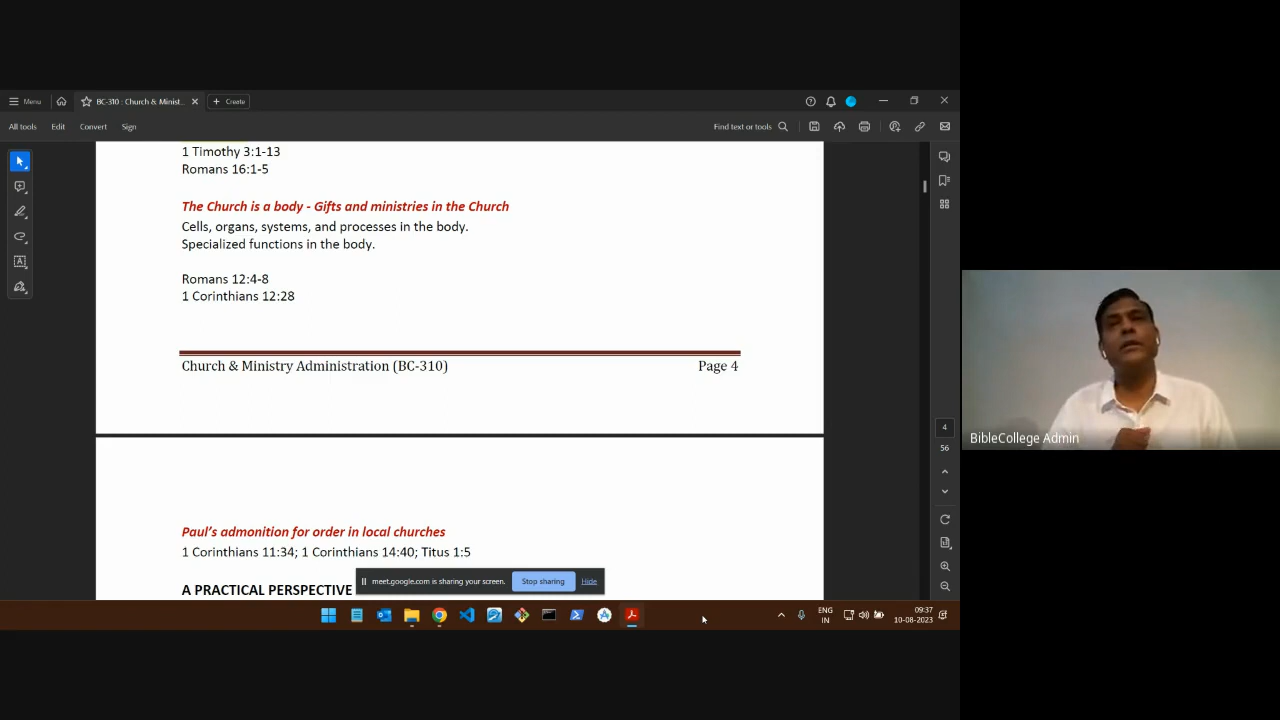 Menu
BC-310 : Church & Minist...
Create
All tools
Edit
Convert
Sign
Find text or tools
1 Timothy 3:1-13
Romans 16:1-5
The Church is a body - Gifts and ministries in the Church
Cells, organs, systems, and processes in the body.
Specialized functions in the body.
Romans 12:4-8
1 Corinthians 12:28
Church & Ministry Administration (BC-310)
Page 4
4
56
Paul's admonition for order in local churches
1 Corinthians 11:34; 1 Corinthians 14:40; Titus 1:5
A PRACTICAL PERSPECTIVE
meet.google.com is sharing your screen.
Stop sharing
Hide
ENG
IN
09:37
10-08-2023
BibleCollege Admin